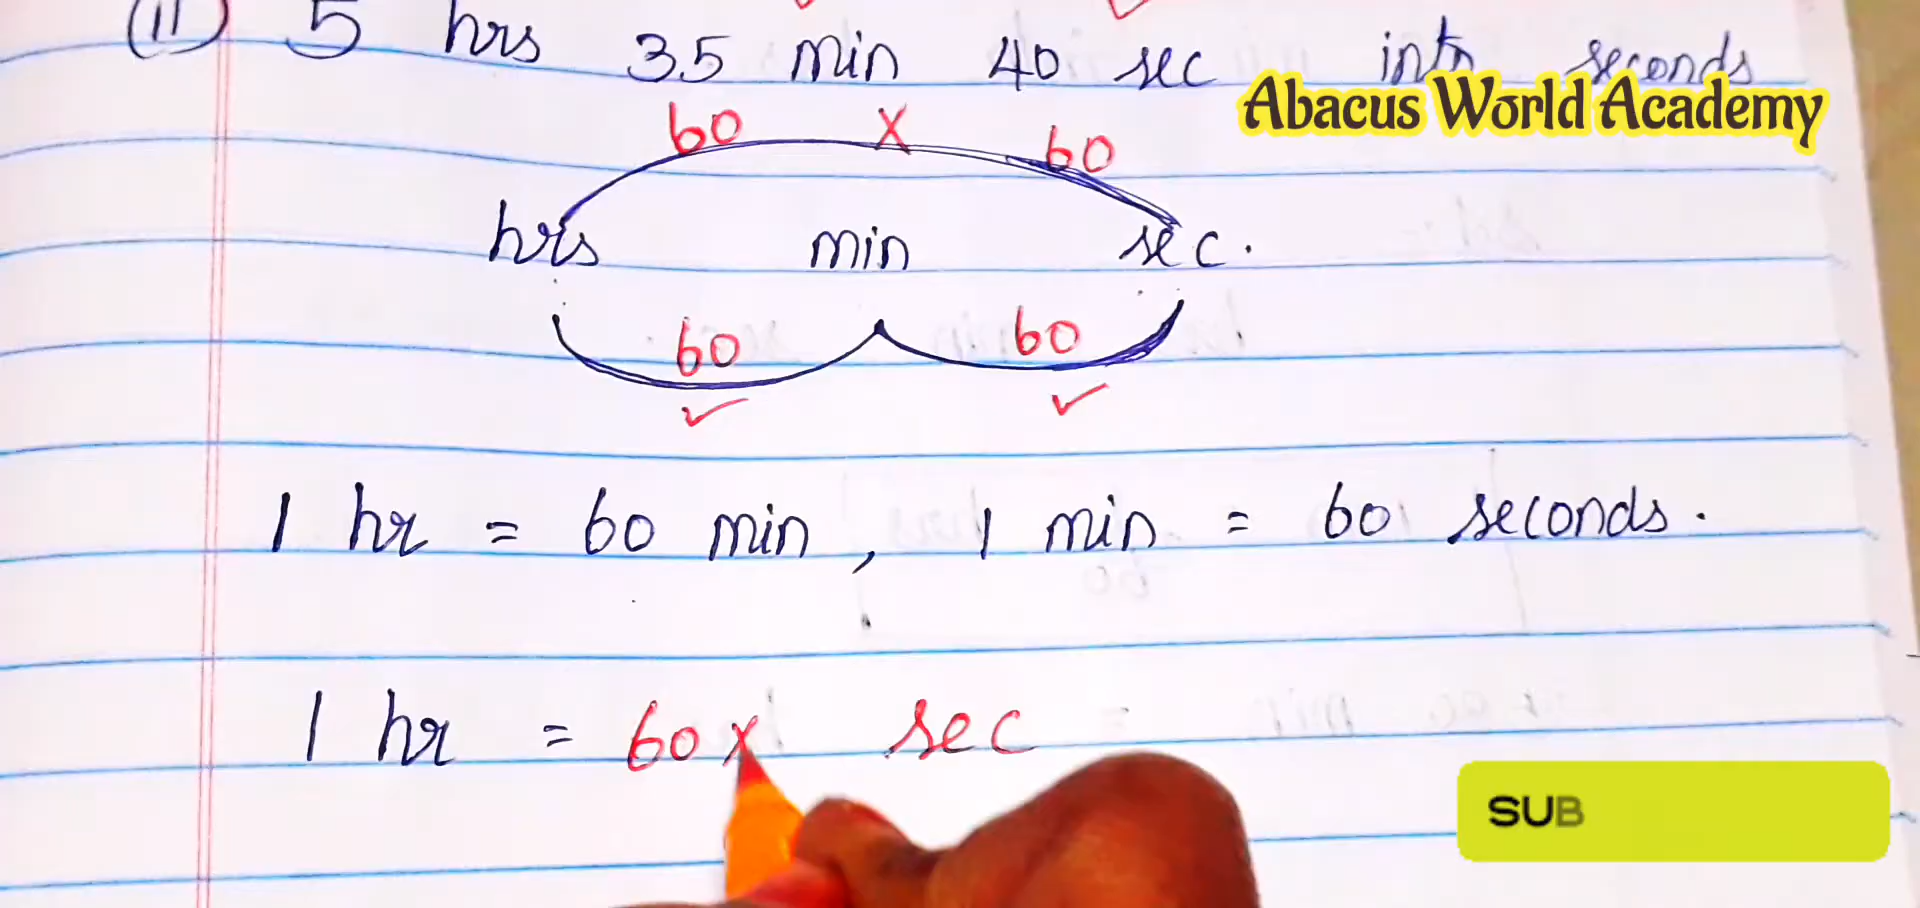 (11) 5 hrs 35 min 40 sec into seconds
Abacus World Academy
60 x 60
hrs min sec.
60 60
1 hr = 60 min, 1 min = 60 seconds.
1 hr = 60 x sec
SUB